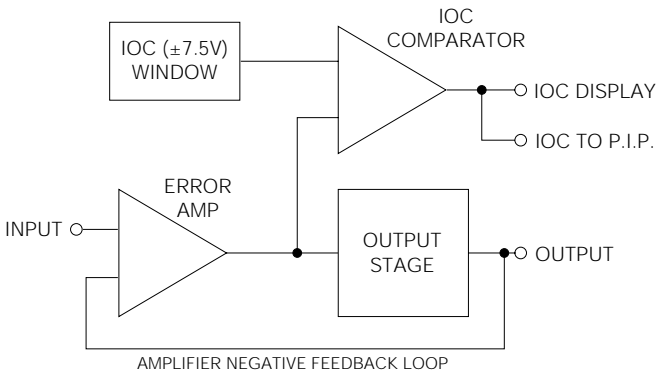 IOC
COMPARATOR
IOC (±7.5V)
WINDOW
IOC DISPLAY
IOC TO P.I.P.
ERROR
AMP
INPUT
OUTPUT
STAGE
OUTPUT
AMPLIFIER NEGATIVE FEEDBACK LOOP